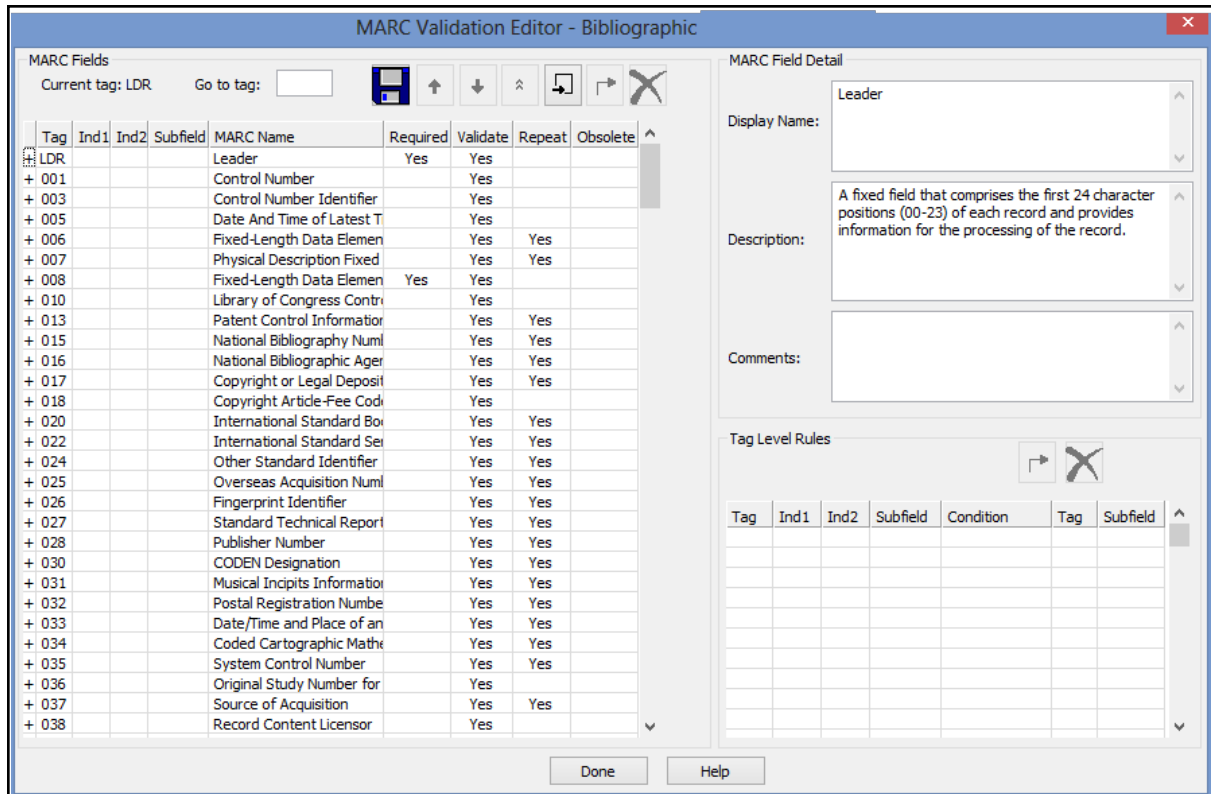 MARC Validation Editor - Bibliographic
MARC Fields
Current tag: LDR Go to tag:
Tag Ind1 Ind2 Subfield MARC Name Required Validate Repeat Obsolete
+ LDR Leader Yes Yes
+ 001 Control Number Yes
+ 003 Control Number Identifier Yes
+ 005 Date And Time of Latest T Yes
+ 006 Fixed-Length Data Elemen Yes Yes
+ 007 Physical Description Fixed Yes Yes
+ 008 Fixed-Length Data Elemen Yes Yes
+ 010 Library of Congress Contr Yes
+ 013 Patent Control Information Yes Yes
+ 015 National Bibliography Num Yes Yes
+ 016 National Bibliographic Agen Yes Yes
+ 017 Copyright or Legal Deposit Yes Yes
+ 018 Copyright Article-Fee Code Yes
+ 020 International Standard Boo Yes Yes
+ 022 International Standard Ser Yes Yes
+ 024 Other Standard Identifier Yes Yes
+ 025 Overseas Acquisition Num Yes Yes
+ 026 Fingerprint Identifier Yes Yes
+ 027 Standard Technical Report Yes Yes
+ 028 Publisher Number Yes Yes
+ 030 CODEN Designation Yes Yes
+ 031 Musical Incipits Information Yes Yes
+ 032 Postal Registration Numbe Yes Yes
+ 033 Date/Time and Place of an Yes Yes
+ 034 Coded Cartographic Mathe Yes Yes
+ 035 System Control Number Yes Yes
+ 036 Original Study Number for Yes
+ 037 Source of Acquisition Yes Yes
+ 038 Record Content Licensor Yes
MARC Field Detail
Display Name:
Leader
Description:
A fixed field that comprises the first 24 character
positions (00-23) of each record and provides
information for the processing of the record.
Comments:
Tag Level Rules
Tag Ind1 Ind2 Subfield Condition Tag Subfield
Done Help